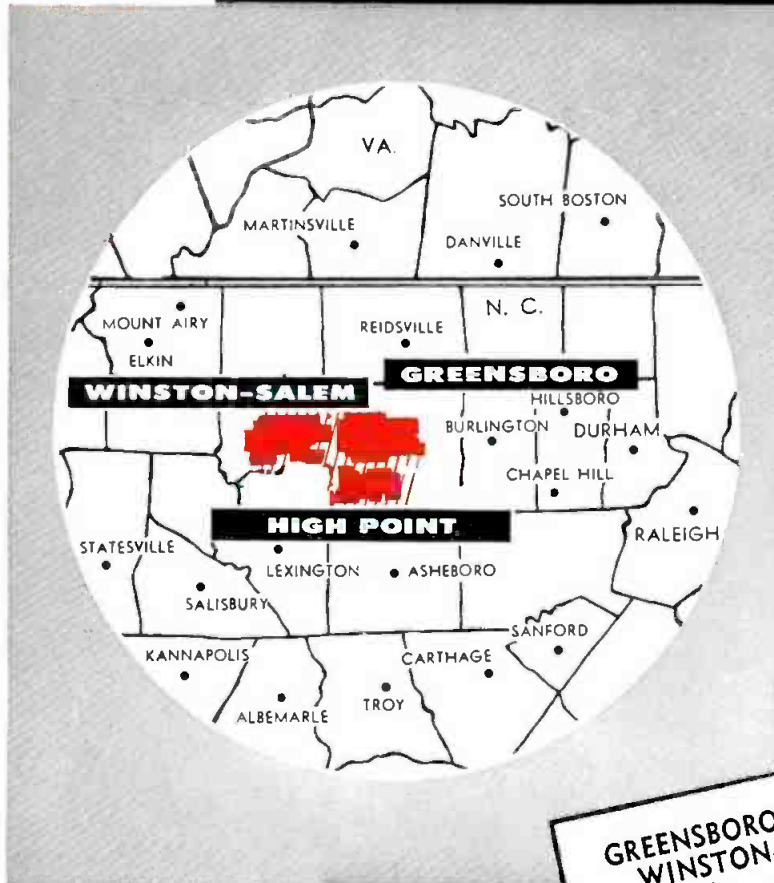 VA.
SOUTH BOSTON
MARTINSVILLE
DANVILLE
MOUNT AIRY
ELKIN
REIDSVILLE
N. C.
WINSTON-SALEM
GREENSBORO
HILLSBORO
BURLINGTON
DURHAM
CHAPEL HILL
HIGH POINT
STATESVILLE
LEXINGTON
ASHEBORO
RALEIGH
SALISBURY
SANFORD
KANNAPOLIS
CARTHAGE
ALBEMARLE
TROY
GREENSBORO
WINSTON-